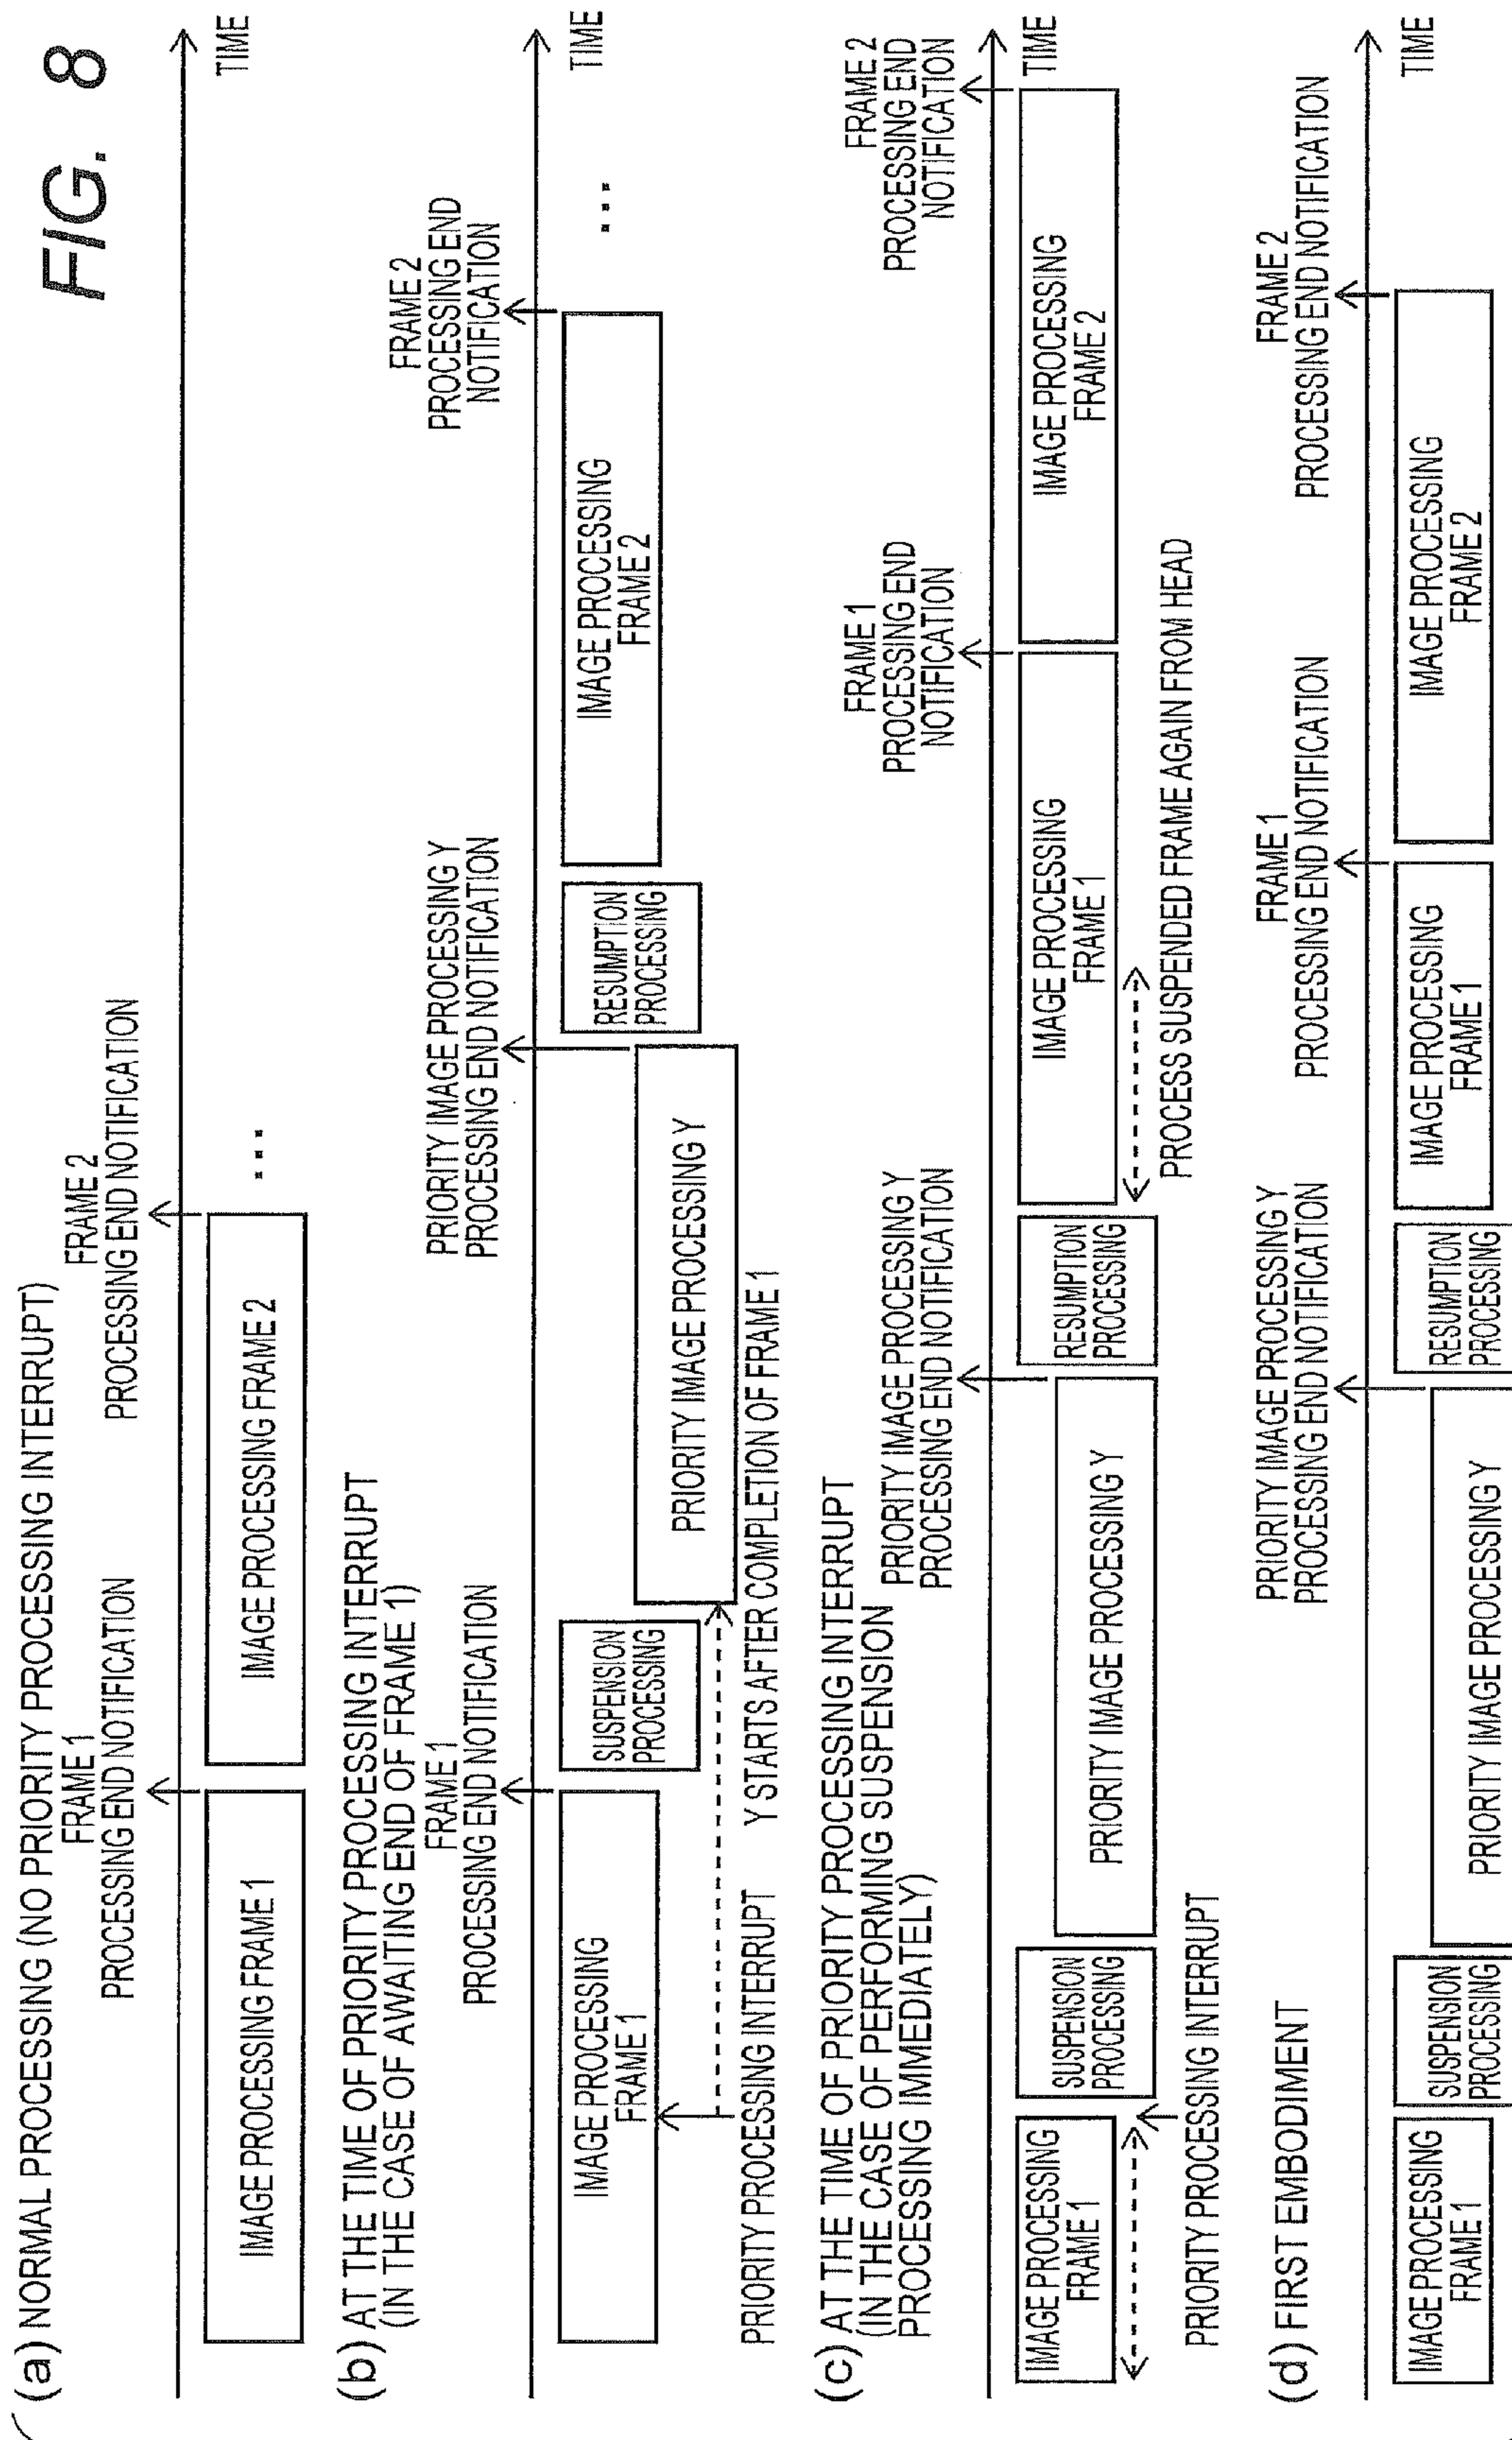 FIG. 8
(a) NORMAL PROCESSING (NO PRIORITY PROCESSING INTERRUPT)
FRAME 1
PROCESSING END NOTIFICATION
FRAME 2
PROCESSING END NOTIFICATION
TIME
IMAGE PROCESSING FRAME 1
IMAGE PROCESSING FRAME 2
...
(b) AT THE TIME OF PRIORITY PROCESSING INTERRUPT
(IN THE CASE OF AWAITING END OF FRAME 1)
FRAME 1
PROCESSING END NOTIFICATION
PRIORITY IMAGE PROCESSING Y
PROCESSING END NOTIFICATION
FRAME 2
PROCESSING END
NOTIFICATION
TIME
IMAGE PROCESSING
FRAME 1
SUSPENSION
PROCESSING
PRIORITY IMAGE PROCESSING Y
RESUMPTION
PROCESSING
IMAGE PROCESSING
FRAME 2
...
PRIORITY PROCESSING INTERRUPT
Y STARTS AFTER COMPLETION OF FRAME 1
(c) AT THE TIME OF PRIORITY PROCESSING INTERRUPT
(IN THE CASE OF PERFORMING SUSPENSION
PROCESSING IMMEDIATELY)
PRIORITY IMAGE PROCESSING Y
PROCESSING END NOTIFICATION
FRAME 1
PROCESSING END
NOTIFICATION
FRAME 2
PROCESSING END
NOTIFICATION
TIME
IMAGE PROCESSING
FRAME 1
SUSPENSION
PROCESSING
PRIORITY IMAGE PROCESSING Y
RESUMPTION
PROCESSING
IMAGE PROCESSING
FRAME 1
IMAGE PROCESSING
FRAME 2
PRIORITY PROCESSING INTERRUPT
PROCESS SUSPENDED FRAME AGAIN FROM HEAD
(d) FIRST EMBODIMENT
PRIORITY IMAGE PROCESSING Y
PROCESSING END NOTIFICATION
FRAME 1
PROCESSING END NOTIFICATION
FRAME 2
PROCESSING END NOTIFICATION
TIME
IMAGE PROCESSING
FRAME 1
SUSPENSION
PROCESSING
PRIORITY IMAGE PROCESSING Y
RESUMPTION
PROCESSING
IMAGE PROCESSING
FRAME 1
IMAGE PROCESSING
FRAME 2